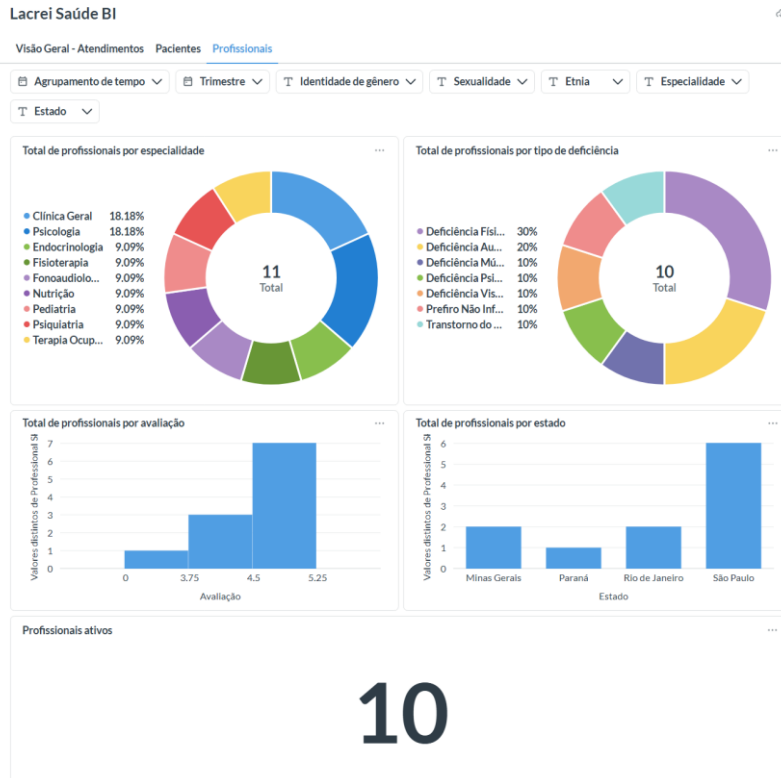 Lacrei Saúde BI
Visão Geral - Atendimentos Pacientes Profissionais
Agrupamento de tempo Trimestre Identidade de gênero Sexualidade Etnia Especialidade
Estado
Total de profissionais por especialidade
Clínica Geral 18.18%
Psicologia 18.18%
Endocrinologia 9.09%
Fisioterapia 9.09%
Fonoaudiolo... 9.09%
Nutrição 9.09%
Pediatria 9.09%
Psiquiatria 9.09%
Terapia Ocup... 9.09%
11
Total
Total de profissionais por tipo de deficiência
Deficiência Físi... 30%
Deficiência Au... 20%
Deficiência Mú... 10%
Deficiência Psi... 10%
Deficiência Vis... 10%
Prefiro Não Inf... 10%
Transtorno do ... 10%
10
Total
Total de profissionais por avaliação
Valores distintos de Professional SI
7
6
5
4
3
2
1
0
0 3.75 4.5 5.25
Avaliação
Total de profissionais por estado
Valores distintos de Professional SI
6
5
4
3
2
1
0
Minas Gerais Paraná Rio de Janeiro São Paulo
Estado
Profissionais ativos
10